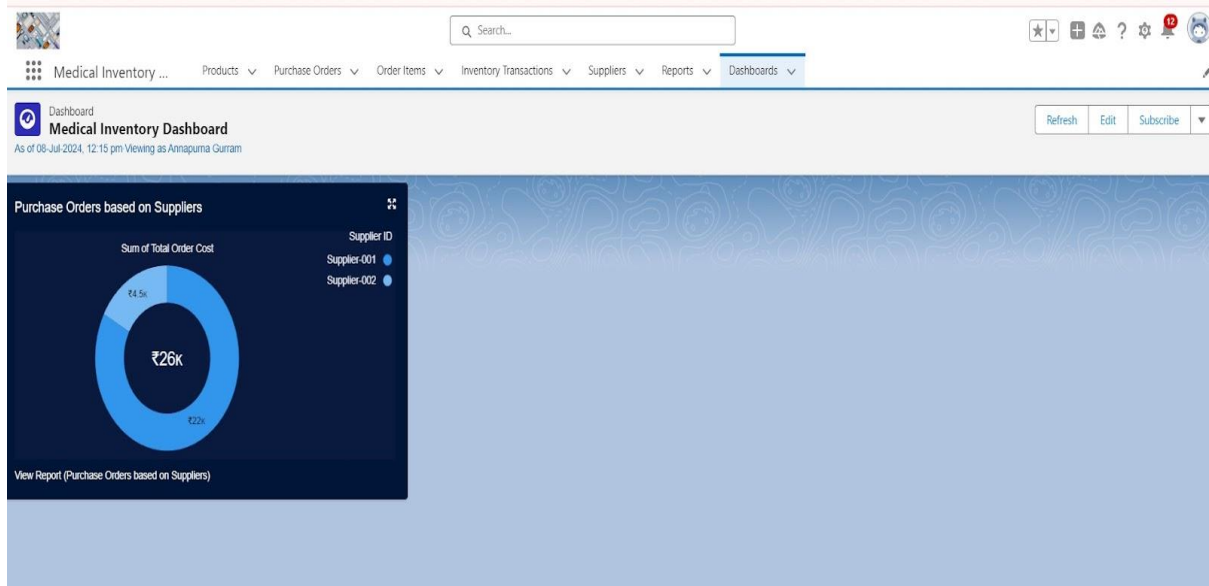 Search...
12
Medical Inventory ... Products Purchase Orders Order Items Inventory Transactions Suppliers Reports Dashboards
Dashboard
Medical Inventory Dashboard
As of 08-Jul-2024, 12:15 pm Viewing as Annapurna Gurram
Refresh Edit Subscribe
Purchase Orders based on Suppliers
Sum of Total Order Cost
Supplier ID
Supplier-001
Supplier-002
₹4.5K
₹26K
₹22K
View Report (Purchase Orders based on Suppliers)